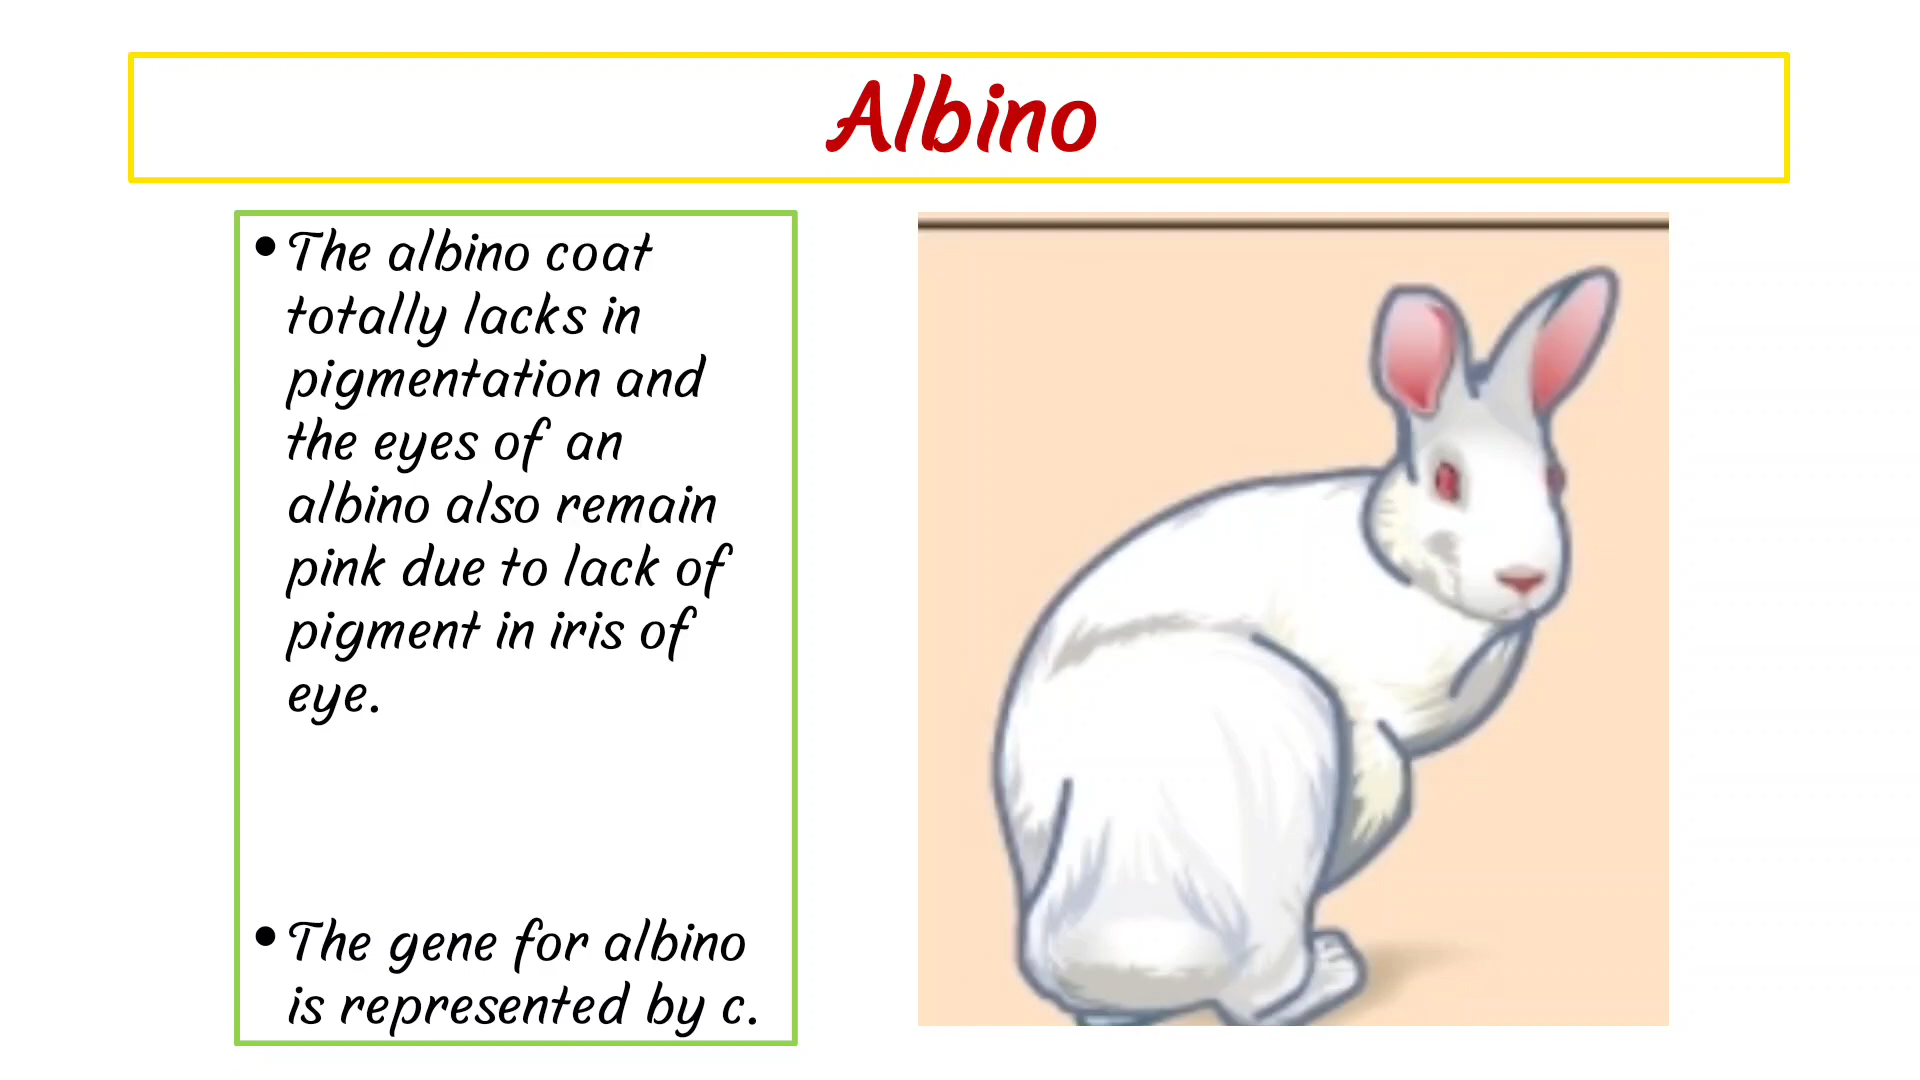 Albino
• The albino coat
totally lacks in
pigmentation and
the eyes of an
albino also remain
pink due to lack of
pigment in iris of
eye.
• The gene for albino
is represented by c.